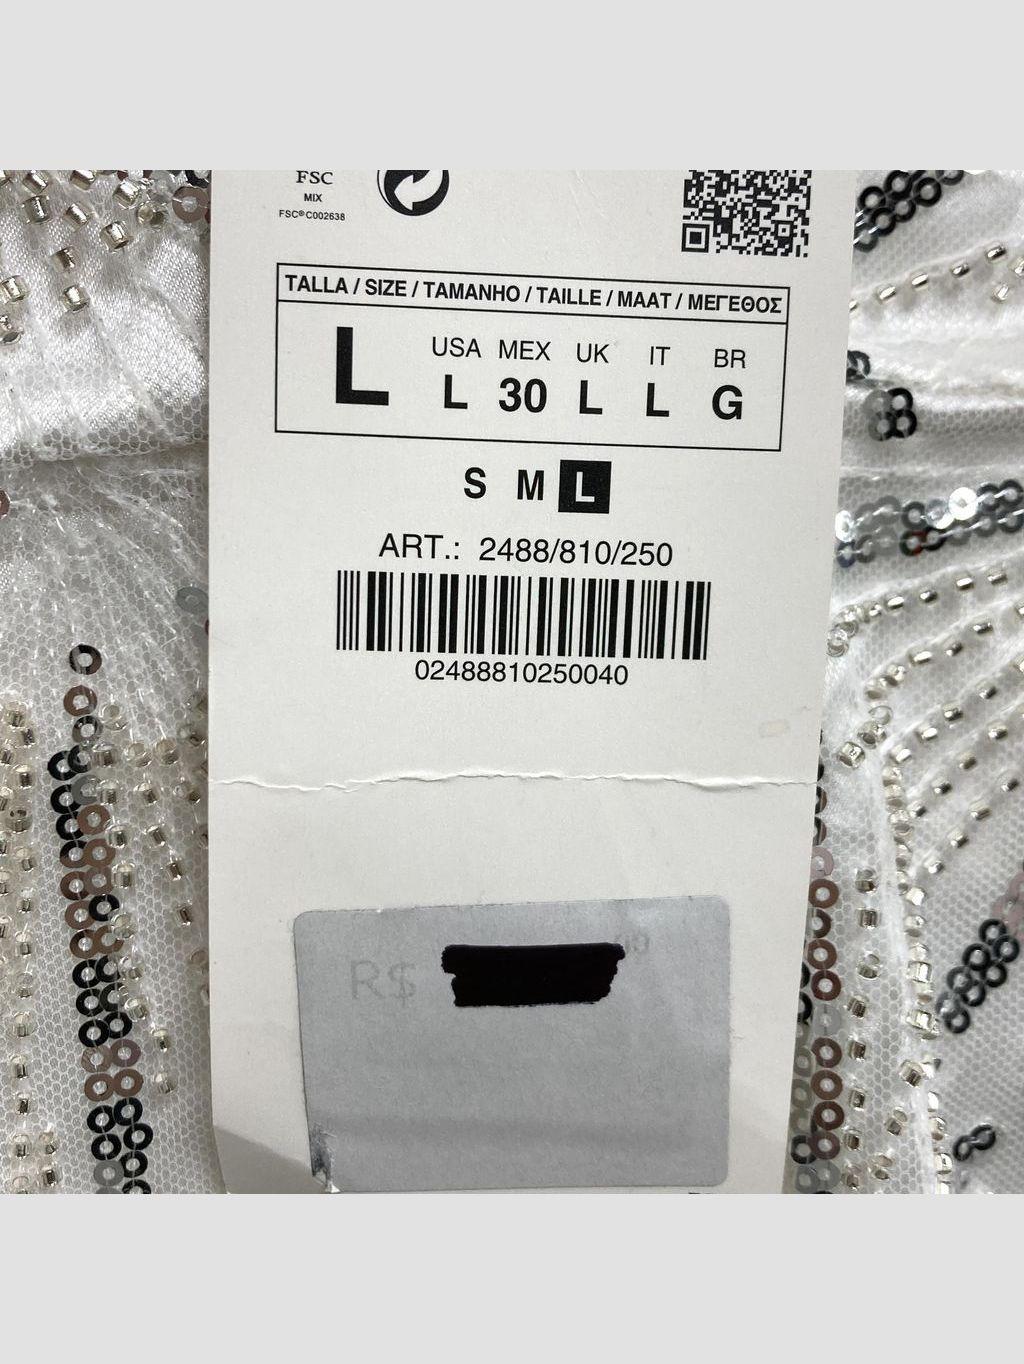 FSC
MIX
FSC® C002638
TALLA / SIZE / TAMANHO / TAILLE / MAAT / ΜΕΓΕΘΟΣ
USA MEX UK IT BR
L L 30 L L G
S M L
ART.: 2488/810/250
02488810250040
R$ 00